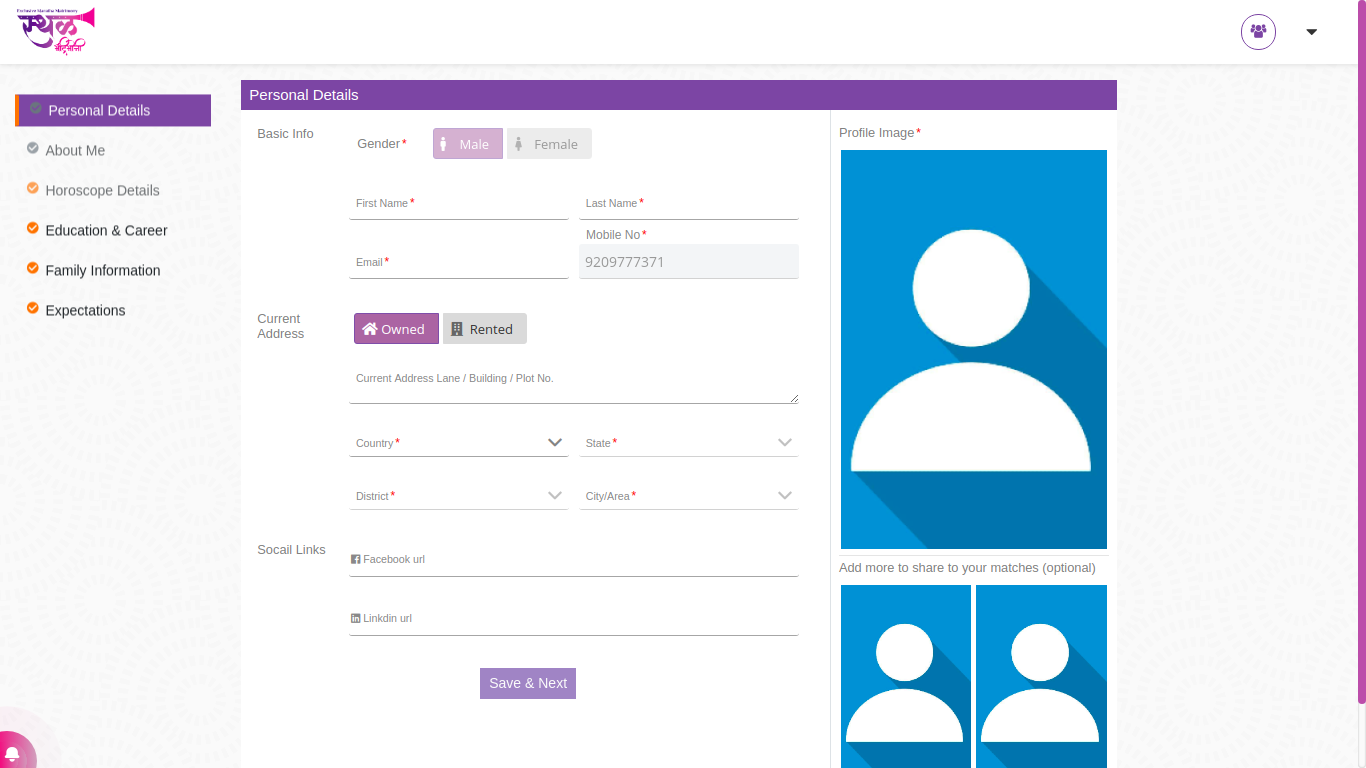 Exclusive Maratha Matrimony
स्थळ
Personal Details
About Me
Horoscope Details
Education & Career
Family Information
Expectations
Personal Details
Basic Info
Gender*
Male
Female
First Name*
Last Name*
Email*
Mobile No*
9209777371
Current
Address
Owned
Rented
Current Address Lane / Building / Plot No.
Country*
State*
District*
City/Area*
Socail Links
Facebook url
Linkdin url
Save & Next
Profile Image*
Add more to share to your matches (optional)